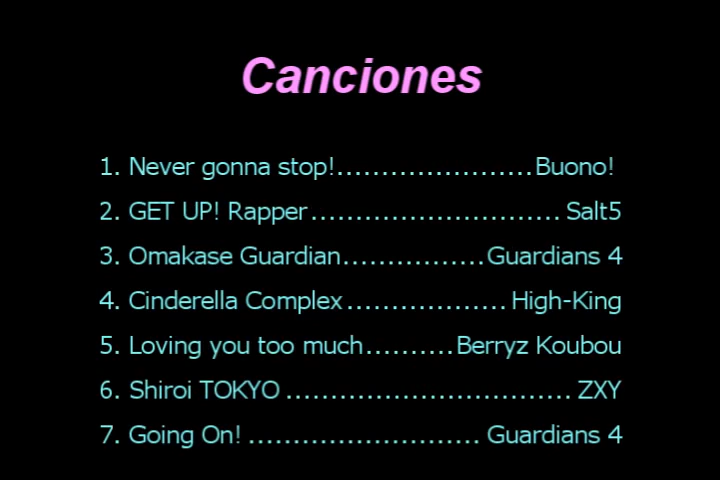 Canciones
1. Never gonna stop!......................Buono!
2. GET UP! Rapper............................ Salt5
3. Omakase Guardian................Guardians 4
4. Cinderella Complex.................. High-King
5. Loving you too much..........Berryz Koubou
6. Shiroi TOKYO ................................ ZXY
7. Going On! .......................... Guardians 4